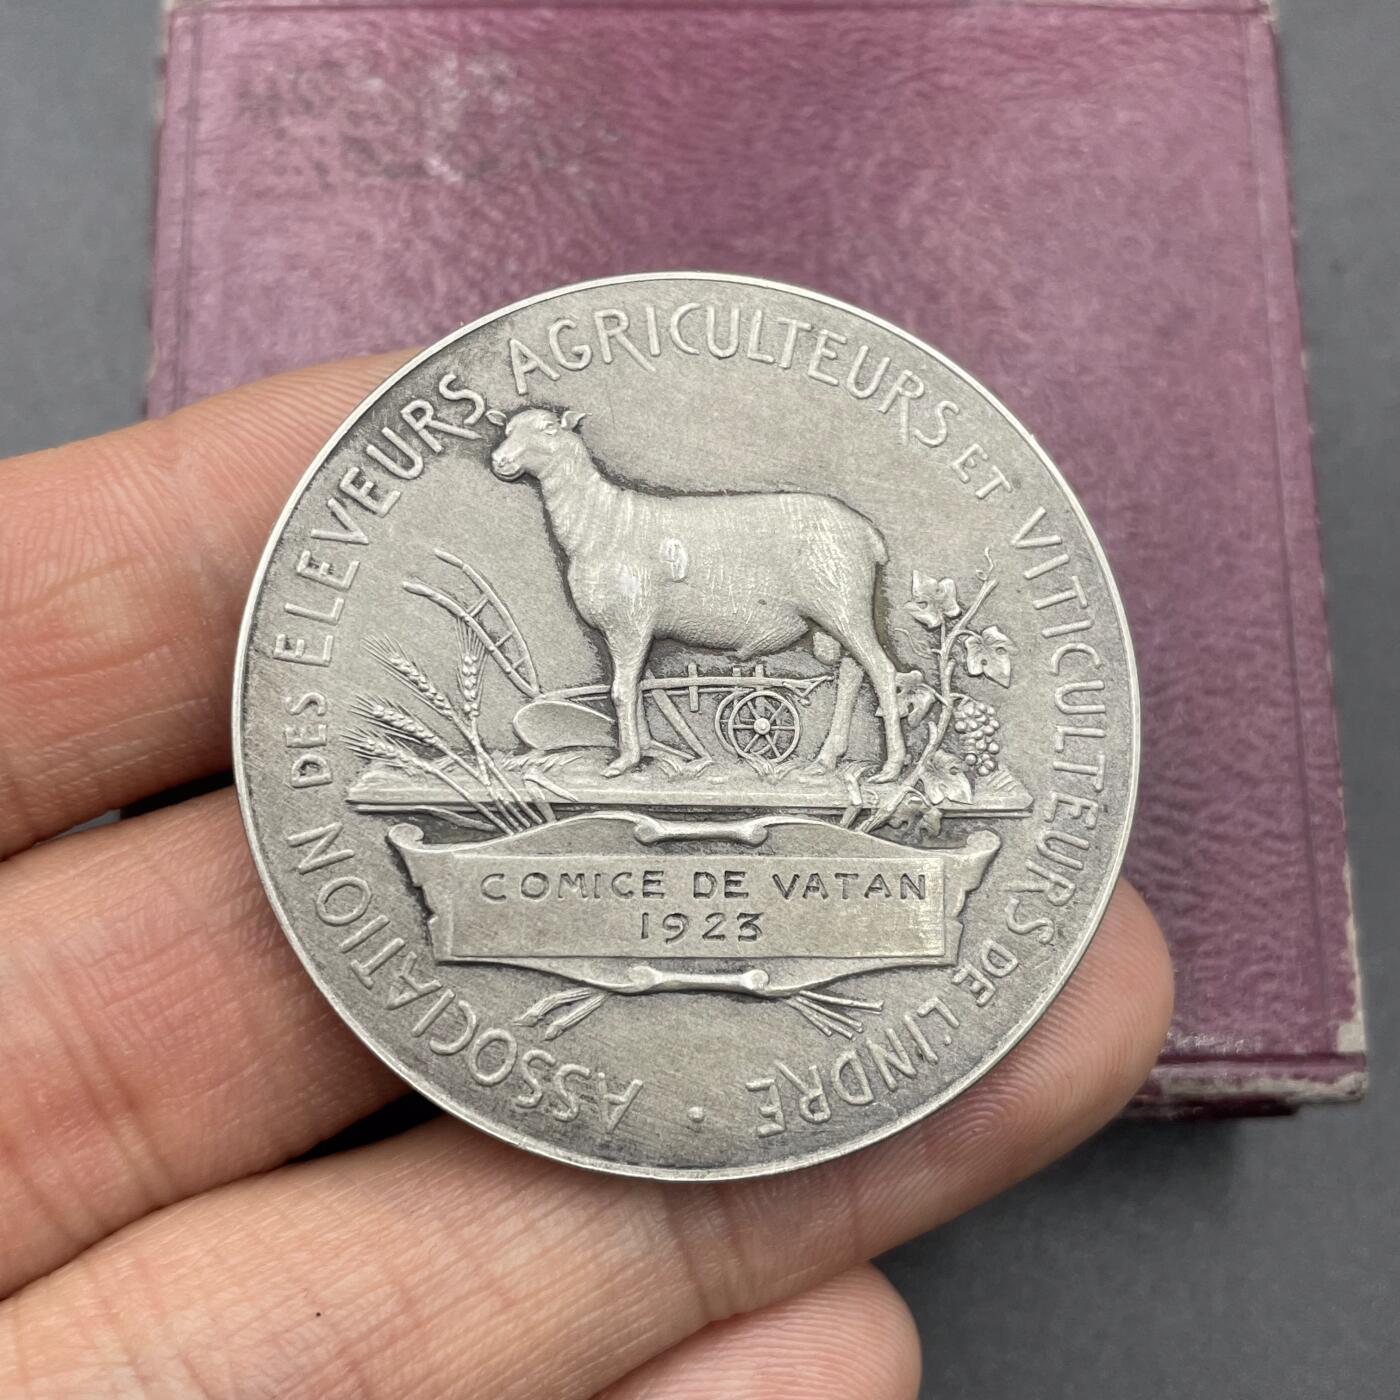 ASSOCIATION DES ELEVEURS AGRICULTEURS ET VITICULTEURS DE L'INDRE ·
COMICE DE VATAN
1923